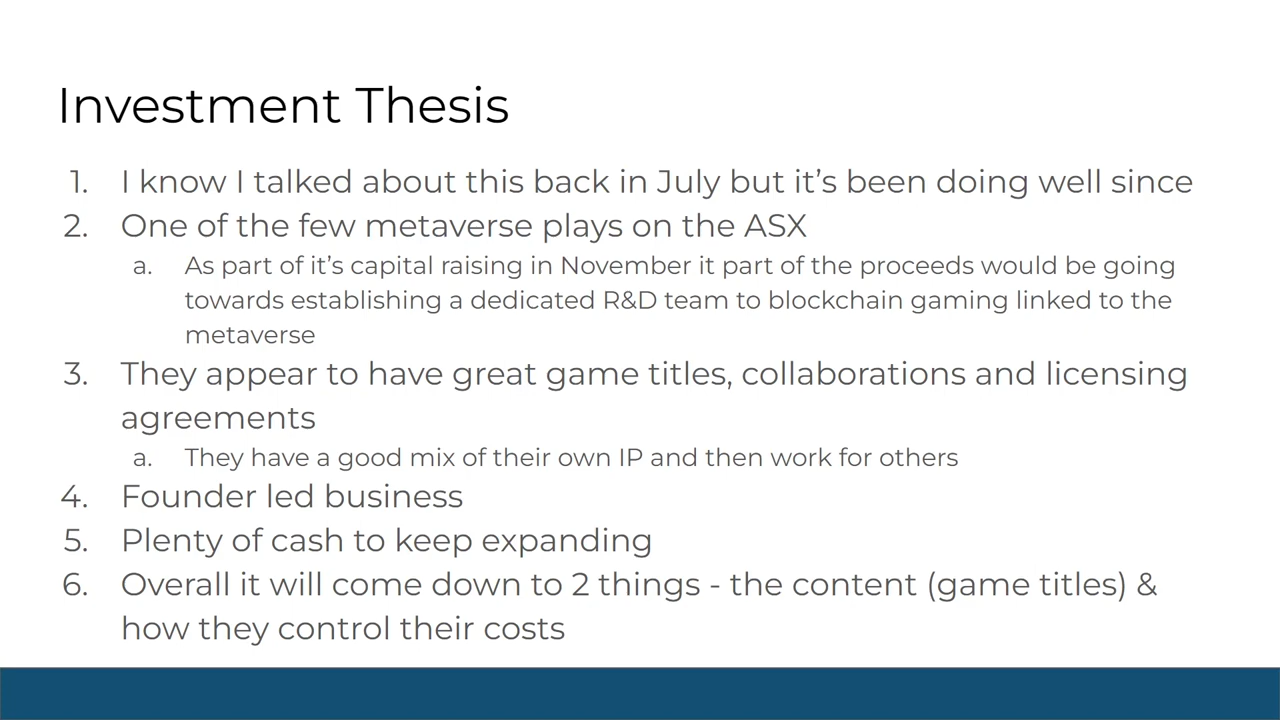 Investment Thesis
1. I know I talked about this back in July but it’s been doing well since
2. One of the few metaverse plays on the ASX
a. As part of it’s capital raising in November it part of the proceeds would be going
towards establishing a dedicated R&D team to blockchain gaming linked to the
metaverse
3. They appear to have great game titles, collaborations and licensing
agreements
a. They have a good mix of their own IP and then work for others
4. Founder led business
5. Plenty of cash to keep expanding
6. Overall it will come down to 2 things - the content (game titles) &
how they control their costs